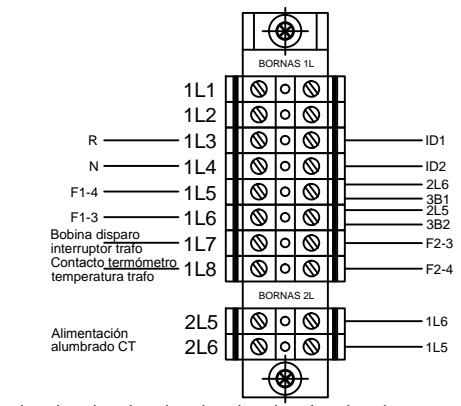 BORNAS 1L
1L1
1L2
R 1L3 ID1
N 1L4 ID2
F1-4 1L5 2L6
3B1
F1-3 1L6 2L5
3B2
Bobina disparo
interruptor trafo
1L7 F2-3
Contacto termómetro
temperatura trafo
1L8 F2-4
BORNAS 2L
Alimentación
alumbrado CT
2L5 1L6
2L6 1L5